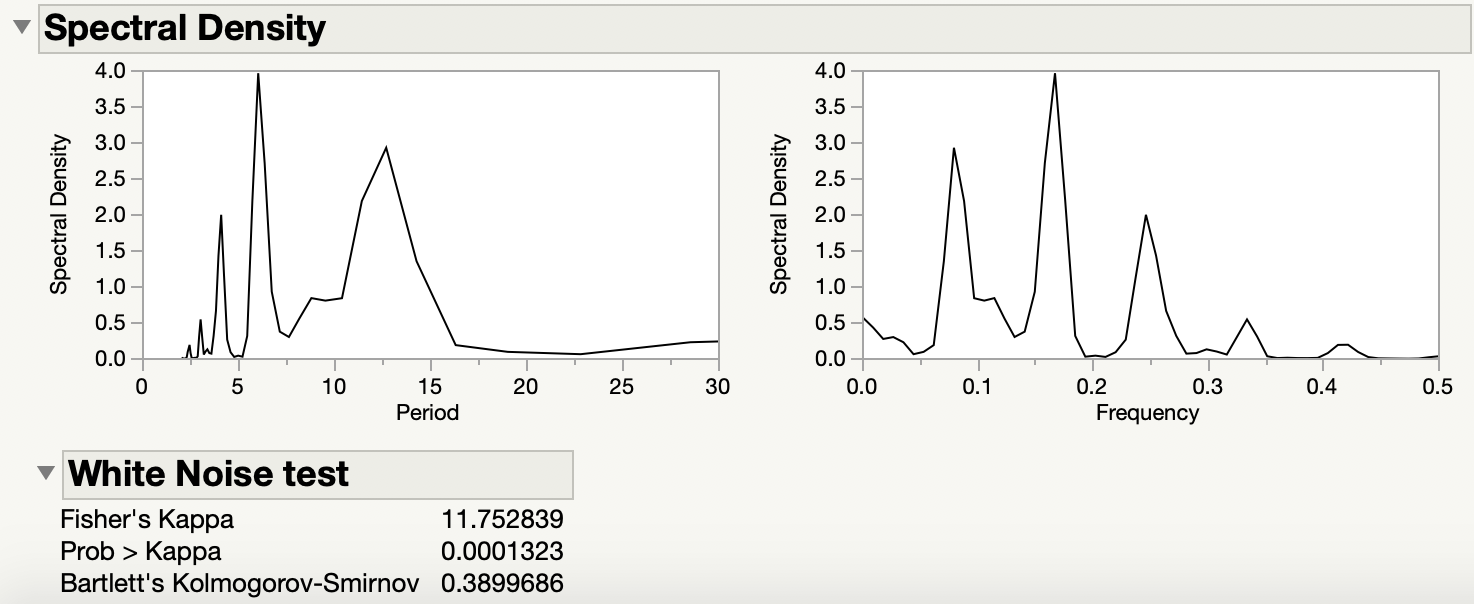 Spectral Density
4.0
3.5
3.0
2.5
2.0
1.5
1.0
0.5
0.0
Spectral Density
0 5 10 15 20 25 30
Period
4.0
3.5
3.0
2.5
2.0
1.5
1.0
0.5
0.0
Spectral Density
0.0 0.1 0.2 0.3 0.4 0.5
Frequency
White Noise test
Fisher's Kappa 11.752839
Prob > Kappa 0.0001323
Bartlett's Kolmogorov-Smirnov 0.3899686